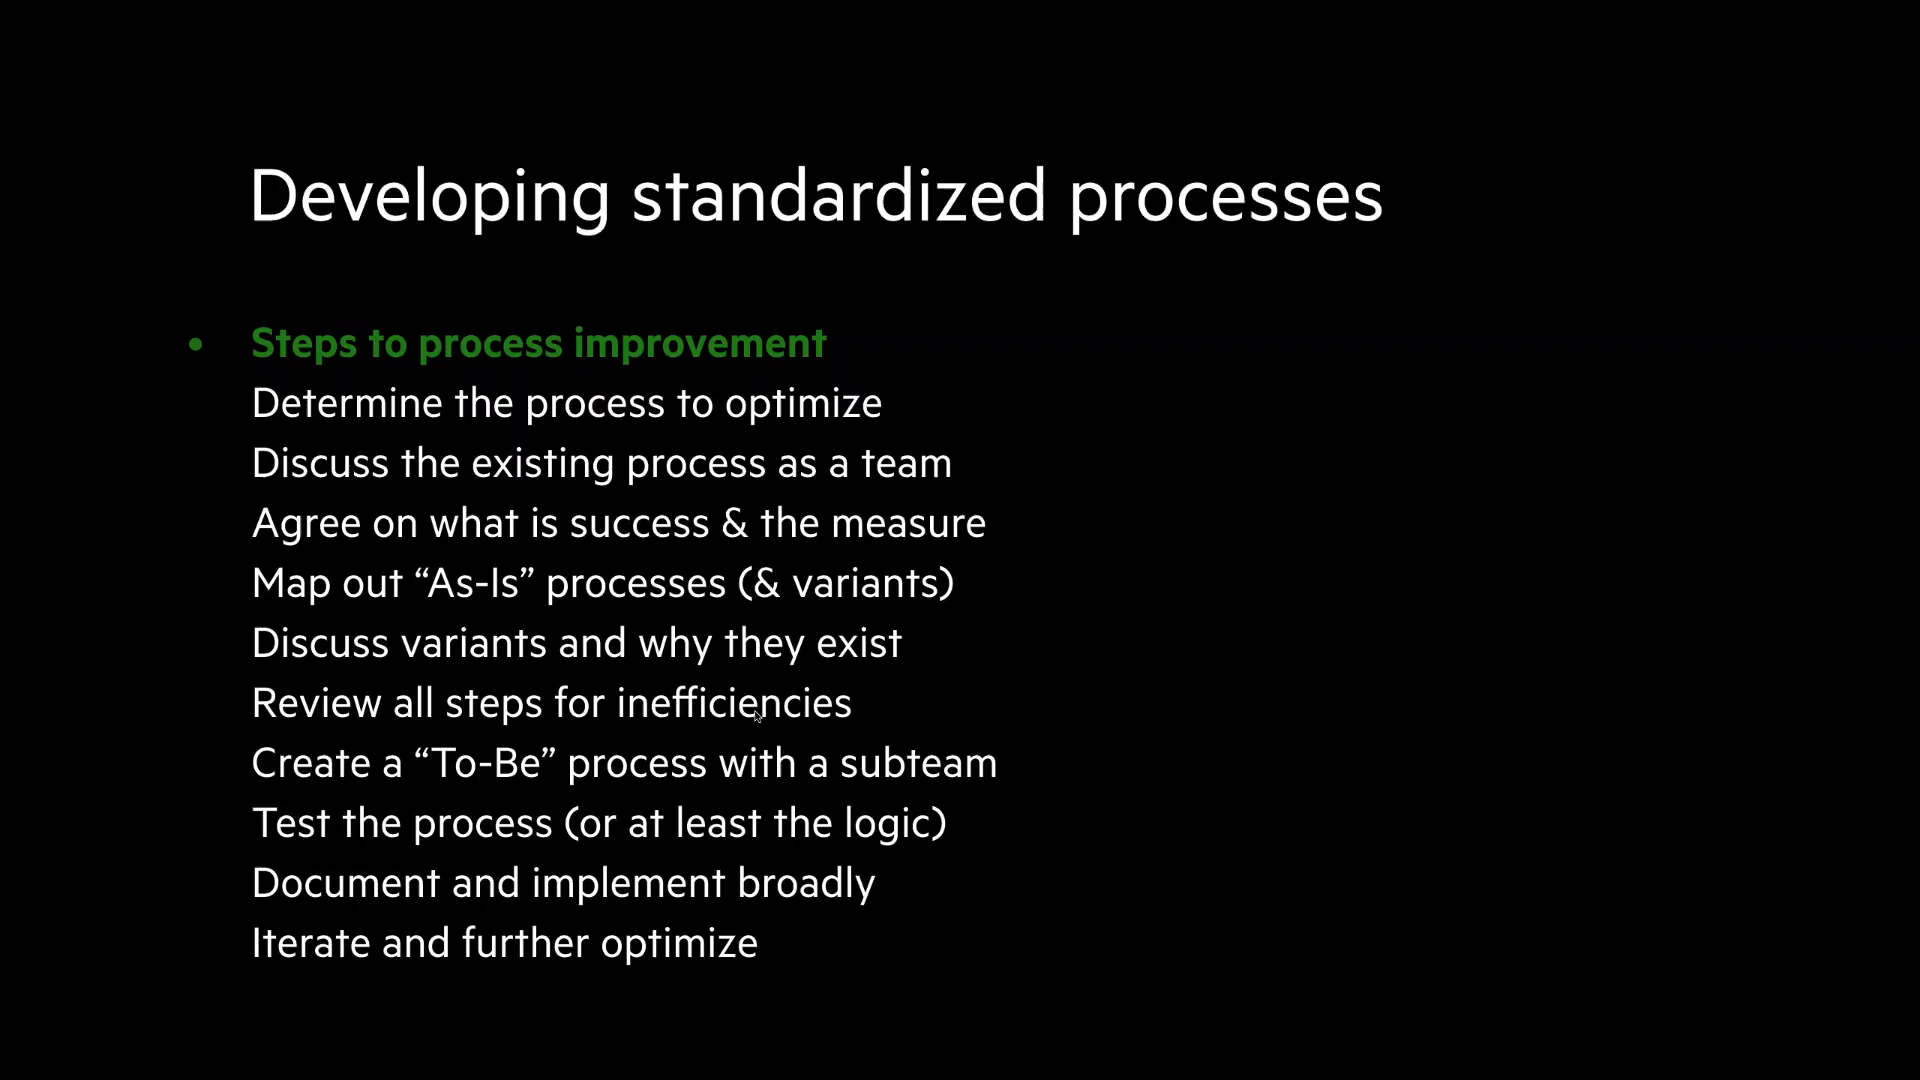 Developing standardized processes
• Steps to process improvement
Determine the process to optimize
Discuss the existing process as a team
Agree on what is success & the measure
Map out “As-Is” processes (& variants)
Discuss variants and why they exist
Review all steps for inefficiencies
Create a “To-Be” process with a subteam
Test the process (or at least the logic)
Document and implement broadly
Iterate and further optimize